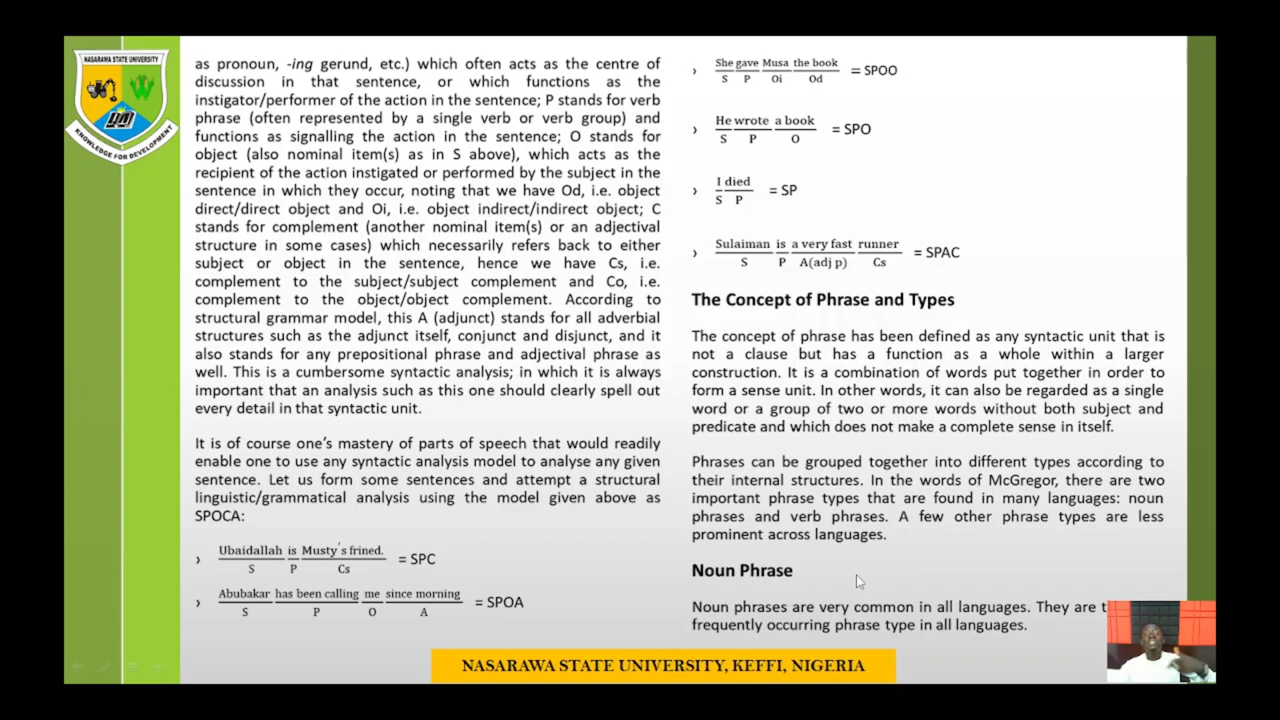 NASARAWA STATE UNIVERSITY
KNOWLEDGE FOR DEVELOPMENT
as pronoun, -ing gerund, etc.) which often acts as the centre of
discussion in that sentence, or which functions as the
instigator/performer of the action in the sentence; P stands for verb
phrase (often represented by a single verb or verb group) and
functions as signalling the action in the sentence; O stands for
object (also nominal item(s) as in S above), which acts as the
recipient of the action instigated or performed by the subject in the
sentence in which they occur, noting that we have Od, i.e. object
direct/direct object and Oi, i.e. object indirect/indirect object; C
stands for complement (another nominal item(s) or an adjectival
structure in some cases) which necessarily refers back to either
subject or object in the sentence, hence we have Cs, i.e.
complement to the subject/subject complement and Co, i.e.
complement to the object/object complement. According to
structural grammar model, this A (adjunct) stands for all adverbial
structures such as the adjunct itself, conjunct and disjunct, and it
also stands for any prepositional phrase and adjectival phrase as
well. This is a cumbersome syntactic analysis; in which it is always
important that an analysis such as this one should clearly spell out
every detail in that syntactic unit.
It is of course one's mastery of parts of speech that would readily
enable one to use any syntactic analysis model to analyse any given
sentence. Let us form some sentences and attempt a structural
linguistic/grammatical analysis using the model given above as
SPOCA:
› Ubaidallah is Musty's frined. = SPC
S P Cs
› Abubakar has been calling me since morning = SPOA
S P O A
› She gave Musa the book = SPOO
S P Oi Od
› He wrote a book = SPO
S P O
› I died = SP
S P
› Sulaiman is a very fast runner = SPAC
S P A(adj p) Cs
The Concept of Phrase and Types
The concept of phrase has been defined as any syntactic unit that is
not a clause but has a function as a whole within a larger
construction. It is a combination of words put together in order to
form a sense unit. In other words, it can also be regarded as a single
word or a group of two or more words without both subject and
predicate and which does not make a complete sense in itself.
Phrases can be grouped together into different types according to
their internal structures. In the words of McGregor, there are two
important phrase types that are found in many languages: noun
phrases and verb phrases. A few other phrase types are less
prominent across languages.
Noun Phrase
Noun phrases are very common in all languages. They are
frequently occurring phrase type in all languages.
NASARAWA STATE UNIVERSITY, KEFFI, NIGERIA